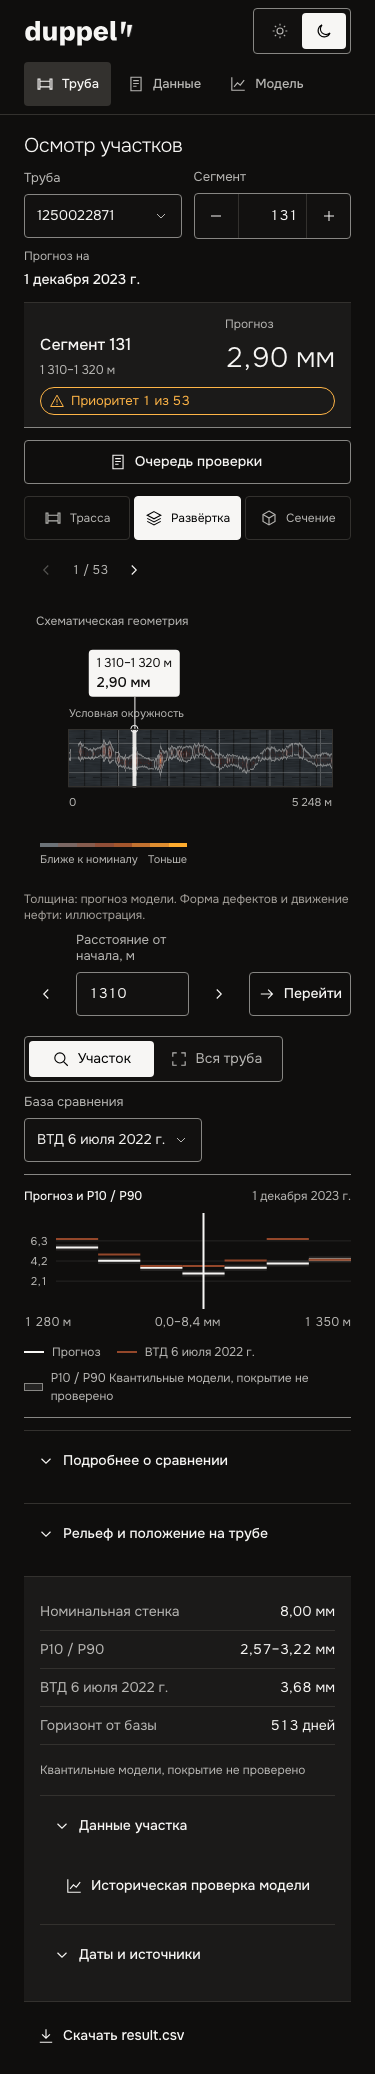 duppel
Труба
Данные
Модель
Осмотр участков
Труба
Сегмент
1250022871
131
Прогноз на
1 декабря 2023 г.
Прогноз
Сегмент 131
2,90 мм
1 310–1 320 м
Приоритет 1 из 53
Очередь проверки
Трасса
Развёртка
Сечение
1 / 53
Схематическая геометрия
1 310–1 320 м
2,90 мм
Условная окружность
0
5 248 м
Ближе к номиналу
Тоньше
Толщина: прогноз модели. Форма дефектов и движение
нефти: иллюстрация.
Расстояние от
начала, м
1310
Перейти
Участок
Вся труба
База сравнения
ВТД 6 июля 2022 г.
Прогноз и P10 / P90
1 декабря 2023 г.
6,3
4,2
2,1
1 280 м
0,0–8,4 мм
1 350 м
Прогноз
ВТД 6 июля 2022 г.
P10 / P90 Квантильные модели, покрытие не
проверено
Подробнее о сравнении
Рельеф и положение на трубе
Номинальная стенка
8,00 мм
P10 / P90
2,57–3,22 мм
ВТД 6 июля 2022 г.
3,68 мм
Горизонт от базы
513 дней
Квантильные модели, покрытие не проверено
Данные участка
Историческая проверка модели
Даты и источники
Скачать result.csv